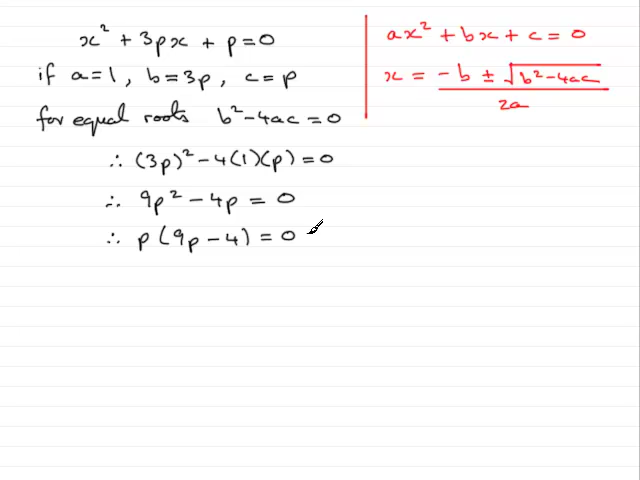 x² + 3px + p = 0
if a=1, b=3p, c=p
for equal roots b²-4ac = 0
∴ (3p)² - 4(1)(p) = 0
∴ 9p² - 4p = 0
∴ p(9p - 4) = 0
ax² + bx + c = 0
x = -b ± √b²-4ac
2a